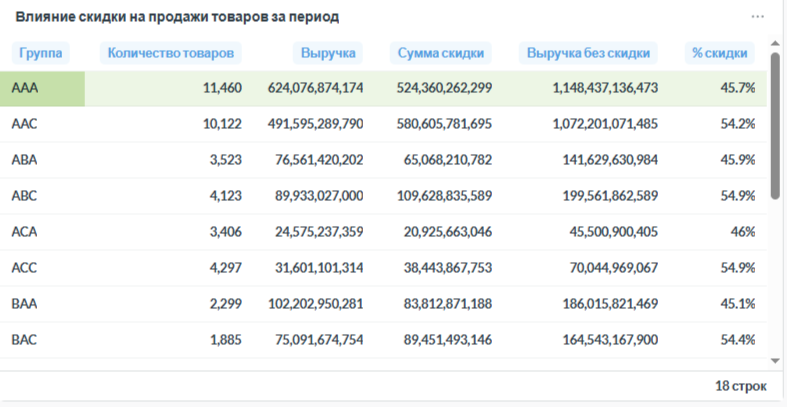 Влияние скидки на продажи товаров за период
Группа Количество товаров Выручка Сумма скидки Выручка без скидки % скидки
AAA 11,460 624,076,874,174 524,360,262,299 1,148,437,136,473 45.7%
AAC 10,122 491,595,289,790 580,605,781,695 1,072,201,071,485 54.2%
ABA 3,523 76,561,420,202 65,068,210,782 141,629,630,984 45.9%
ABC 4,123 89,933,027,000 109,628,835,589 199,561,862,589 54.9%
ACA 3,406 24,575,237,359 20,925,663,046 45,500,900,405 46%
ACC 4,297 31,601,101,314 38,443,867,753 70,044,969,067 54.9%
BAA 2,299 102,202,950,281 83,812,871,188 186,015,821,469 45.1%
BAC 1,885 75,091,674,754 89,451,493,146 164,543,167,900 54.4%
18 строк